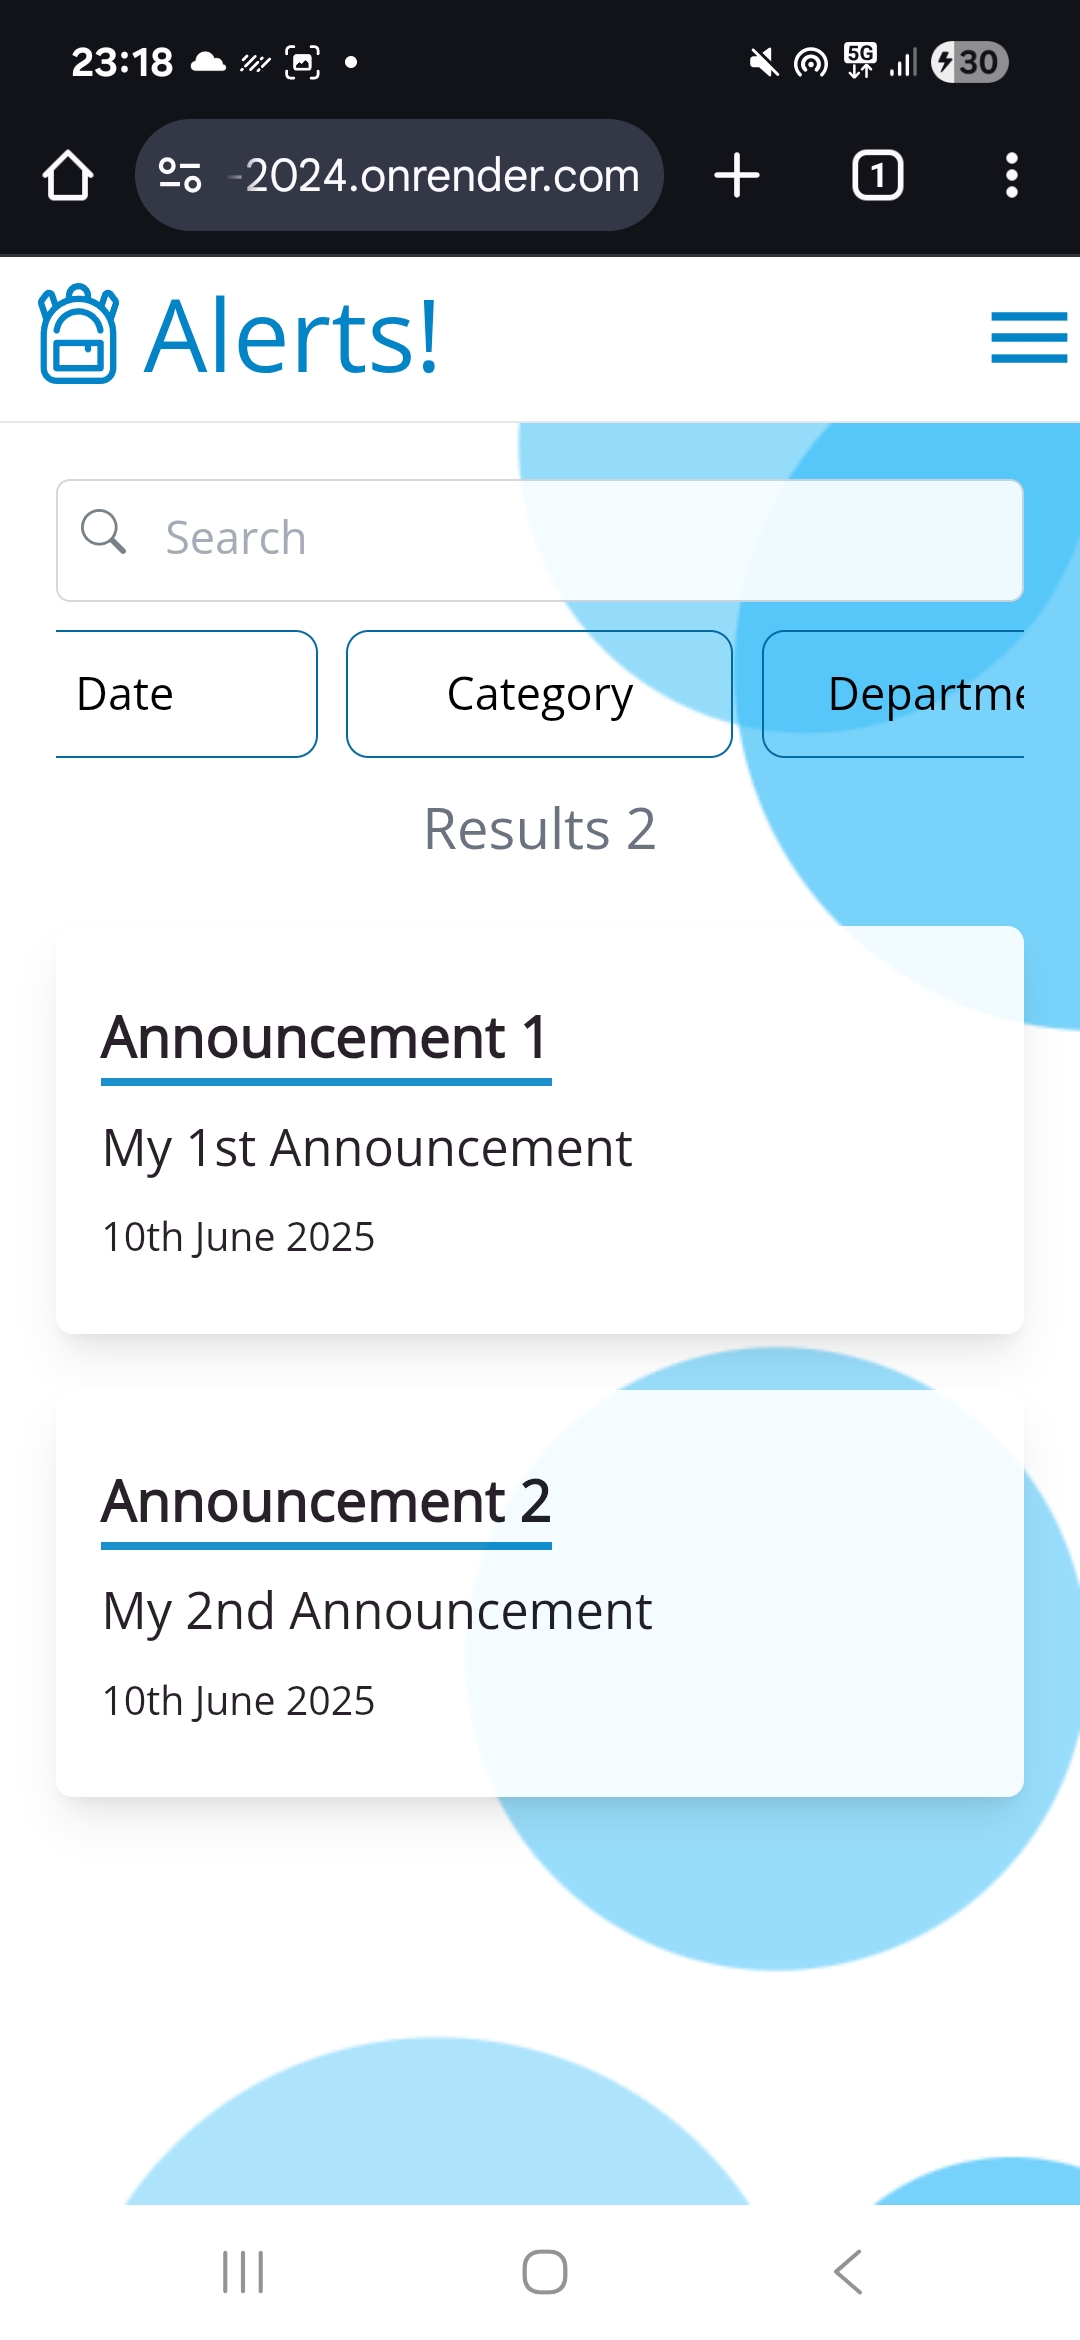 23:18
5G
30
-2024.onrender.com
1
Alerts!
Search
Date
Category
Departme
Results 2
Announcement 1
My 1st Announcement
10th June 2025
Announcement 2
My 2nd Announcement
10th June 2025